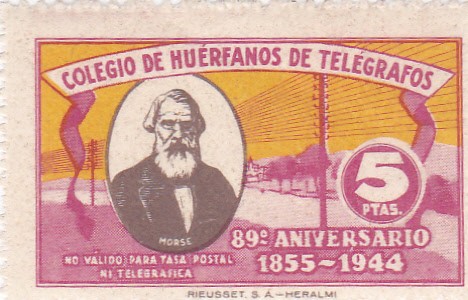 COLEGIO DE HUÉRFANOS DE TELÉGRAFOS
MORSE
5
PTAS.
NO VÁLIDO PARA TASA POSTAL
NI TELEGRAFICA
89º ANIVERSARIO
1855~1944
RIEUSSET. S. A.—HERALMI